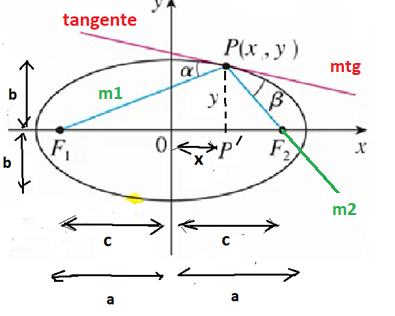 y
tangente
P(x, y)
mtg
α
b
m1
y
β
F₁
0
x
P'
F₂
x
b
m2
c
c
a
a